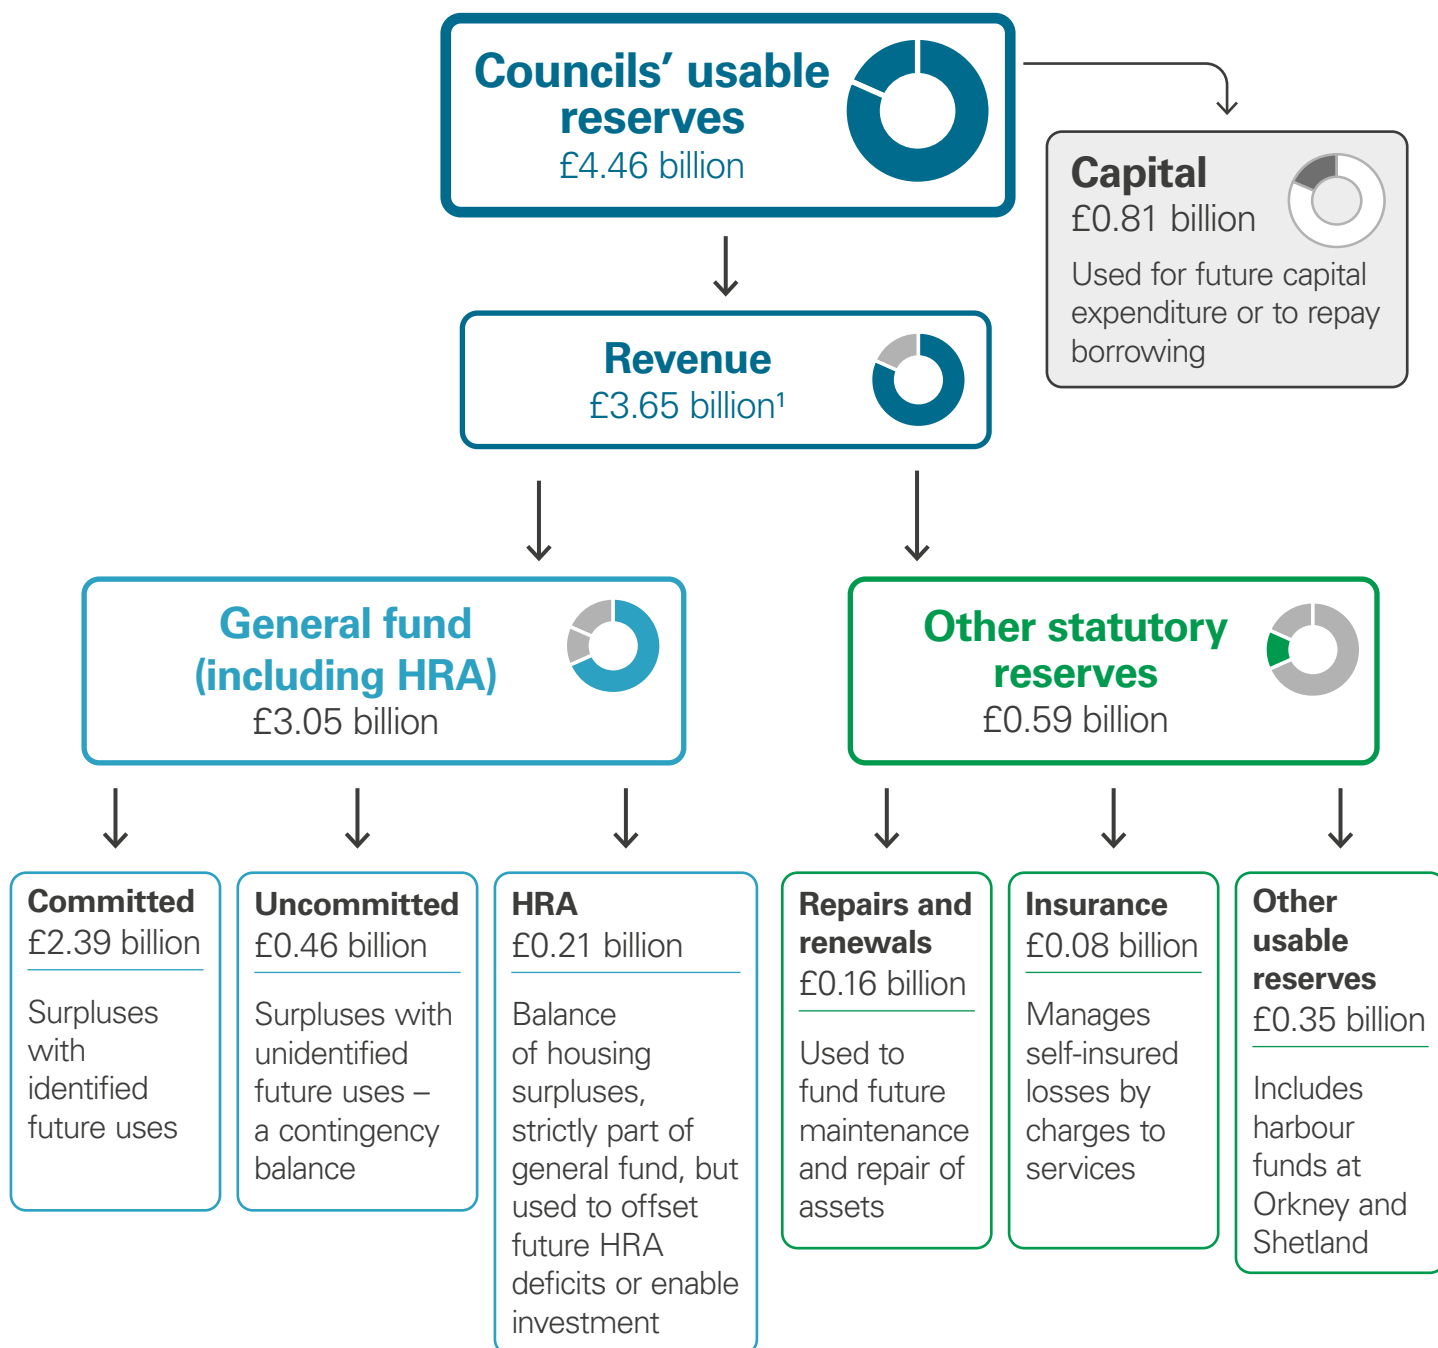 Councils’ usable
reserves
£4.46 billion
Capital
£0.81 billion
Used for future capital
expenditure or to repay
borrowing
Revenue
£3.65 billion¹
General fund
(including HRA)
£3.05 billion
Other statutory
reserves
£0.59 billion
Committed
£2.39 billion
Surpluses
with
identified
future uses
Uncommitted
£0.46 billion
Surpluses with
unidentified
future uses –
a contingency
balance
HRA
£0.21 billion
Balance
of housing
surpluses,
strictly part of
general fund, but
used to offset
future HRA
deficits or enable
investment
Repairs and
renewals
£0.16 billion
Used to
fund future
maintenance
and repair of
assets
Insurance
£0.08 billion
Manages
self-insured
losses by
charges to
services
Other
usable
reserves
£0.35 billion
Includes
harbour
funds at
Orkney and
Shetland